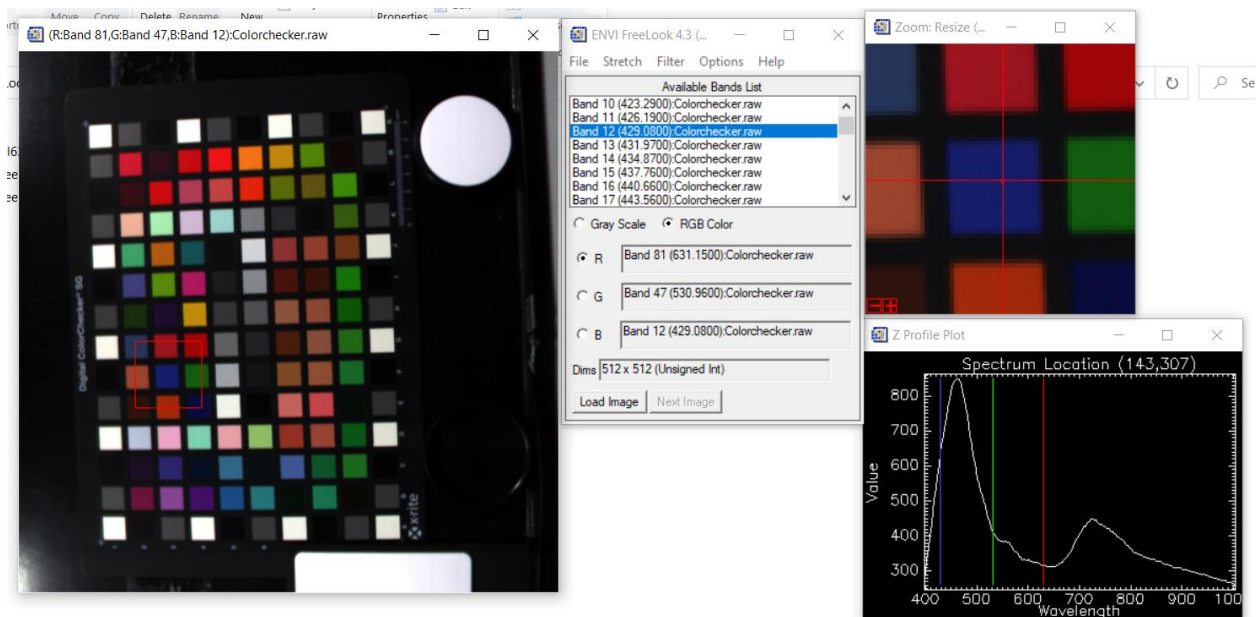 Move Copy Delete Rename New Properties Edit
(R:Band 81,G:Band 47,B:Band 12):Colorchecker.raw
Digital ColorChecker SG
x-rite
ENVI FreeLook 4.3 (...
File Stretch Filter Options Help
Available Bands List
Band 10 (423.2900):Colorchecker.raw
Band 11 (426.1900):Colorchecker.raw
Band 12 (429.0800):Colorchecker.raw
Band 13 (431.9700):Colorchecker.raw
Band 14 (434.8700):Colorchecker.raw
Band 15 (437.7600):Colorchecker.raw
Band 16 (440.6600):Colorchecker.raw
Band 17 (443.5600):Colorchecker.raw
Gray Scale RGB Color
R Band 81 (631.1500):Colorchecker.raw
G Band 47 (530.9600):Colorchecker.raw
B Band 12 (429.0800):Colorchecker.raw
Dims 512 x 512 (Unsigned Int)
Load Image Next Image
Zoom: Resize (...
Se
Z Profile Plot
Spectrum Location (143,307)
Value
800
700
600
500
400
300
400 500 600 700 800 900 100
Wavelength